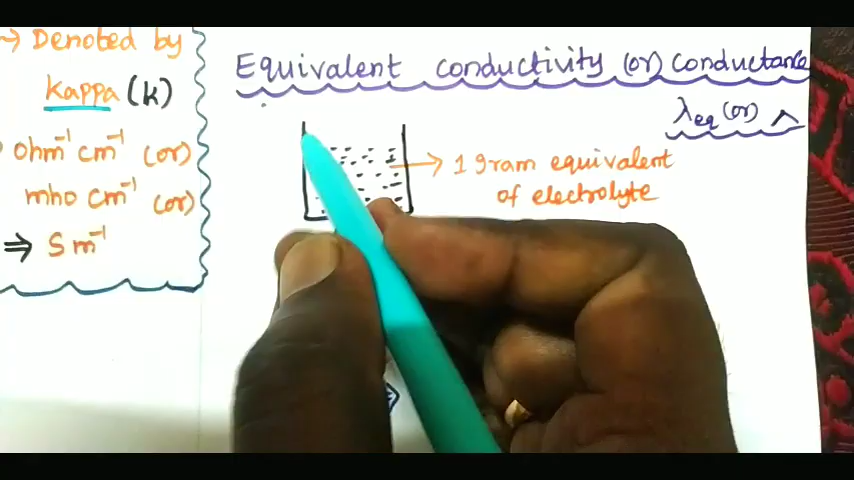 → Denoted by
Kappa (K)
ohm⁻¹ cm⁻¹ (or)
mho cm⁻¹ (or)
⇒ S m⁻¹
Equivalent conductivity (or) conductance
λeq (or) Λ
→ 1 gram equivalent
of electrolyte